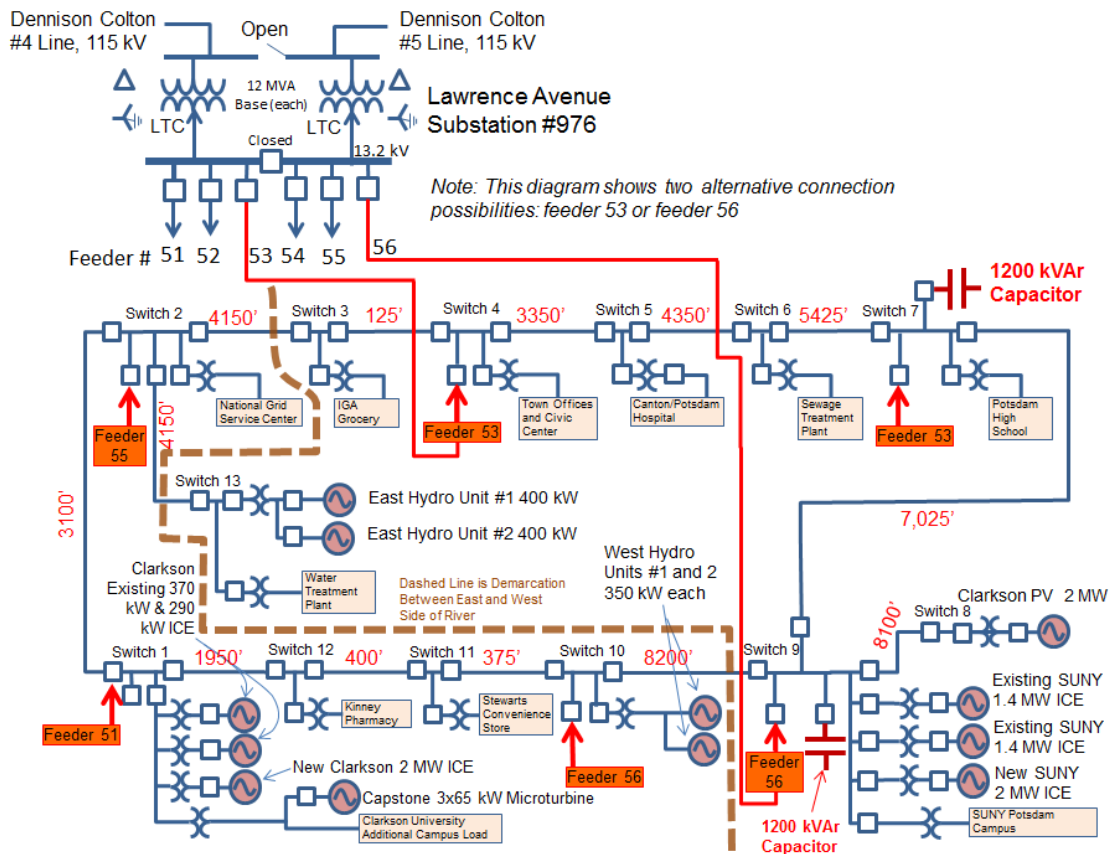 Dennison Colton
#4 Line, 115 kV
Open
Dennison Colton
#5 Line, 115 kV
12 MVA
Base (each)
LTC
LTC
Lawrence Avenue
Substation #976
Closed
13.2 kV
Note: This diagram shows two alternative connection
possibilities: feeder 53 or feeder 56
Feeder # 51 52 53 54 55 56
1200 kVAr
Capacitor
Switch 2
4150'
Switch 3
125'
Switch 4
3350'
Switch 5
4350'
Switch 6
5425'
Switch 7
National Grid
Service Center
IGA
Grocery
Town Offices
and Civic
Center
Canton/Potsdam
Hospital
Sewage
Treatment
Plant
Potsdam
High
School
Feeder
55
4150'
Feeder 53
Feeder 53
Switch 13
East Hydro Unit #1 400 kW
East Hydro Unit #2 400 kW
7,025'
3100'
Water
Treatment
Plant
Clarkson
Existing 370
kW & 290
kW ICE
Dashed Line is Demarcation
Between East and West
Side of River
West Hydro
Units #1 and 2
350 kW each
Clarkson PV 2 MW
Switch 8
8100'
Switch 1
1950'
Switch 12
400'
Switch 11
375'
Switch 10
8200'
Switch 9
Kinney
Pharmacy
Stewarts
Convenience
Store
Existing SUNY
1.4 MW ICE
Existing SUNY
1.4 MW ICE
New SUNY
2 MW ICE
SUNY Potsdam
Campus
Feeder 51
Feeder 56
Feeder
56
New Clarkson 2 MW ICE
Capstone 3x65 kW Microturbine
Clarkson University
Additional Campus Load
1200 kVAr
Capacitor